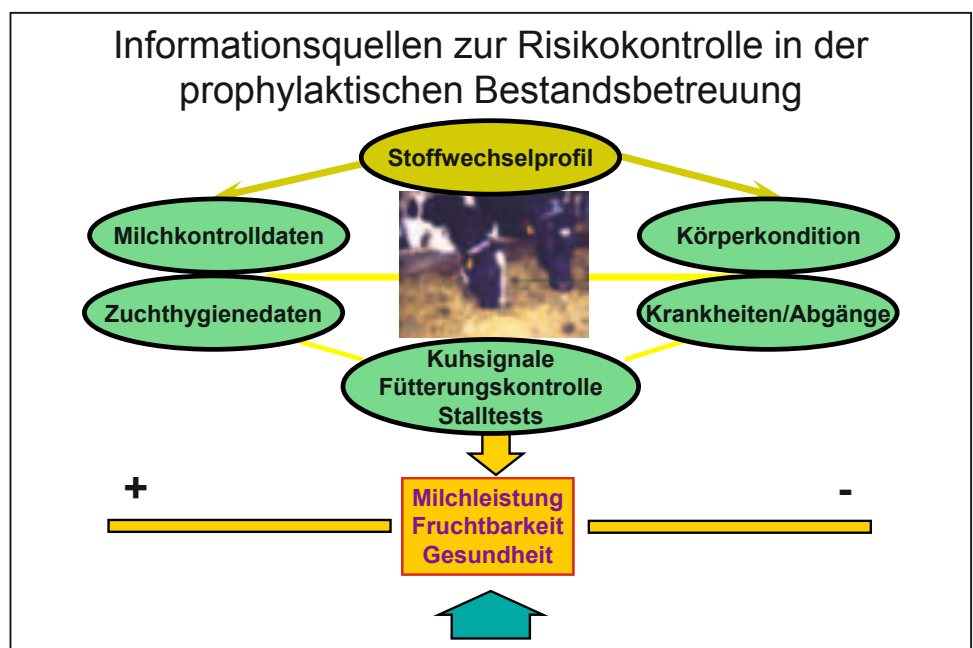 Informationsquellen zur Risikokontrolle in der
prophylaktischen Bestandsbetreuung
Stoffwechselprofil
Milchkontrolldaten
Körperkondition
Zuchthygienedaten
Krankheiten/Abgänge
Kuhsignale
Fütterungskontrolle
Stalltests
+
-
Milchleistung
Fruchtbarkeit
Gesundheit